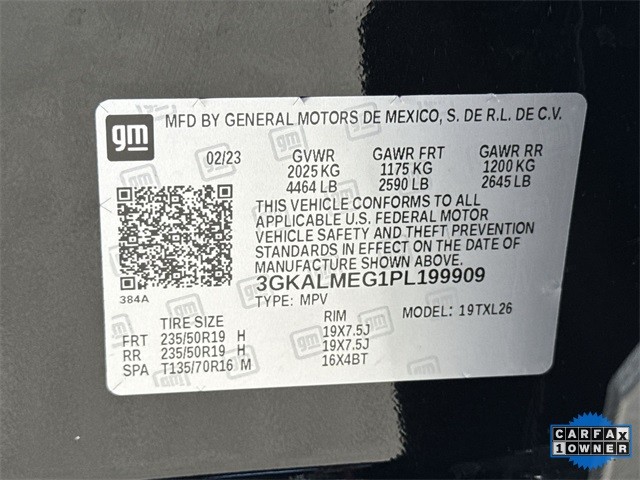 gm
MFD BY GENERAL MOTORS DE MEXICO, S. DE R.L. DE C.V.
02/23 GVWR GAWR FRT GAWR RR
2025 KG 1175 KG 1200 KG
4464 LB 2590 LB 2645 LB
THIS VEHICLE CONFORMS TO ALL
APPLICABLE U.S. FEDERAL MOTOR
VEHICLE SAFETY AND THEFT PREVENTION
STANDARDS IN EFFECT ON THE DATE OF
MANUFACTURE SHOWN ABOVE.
384A
3GKALMEG1PL199909
TYPE: MPV MODEL: 19TXL26
TIRE SIZE RIM
FRT 235/50R19 H 19X7.5J
RR 235/50R19 H 19X7.5J
SPA T135/70R16 M 16X4BT
CARFAX
1 OWNER